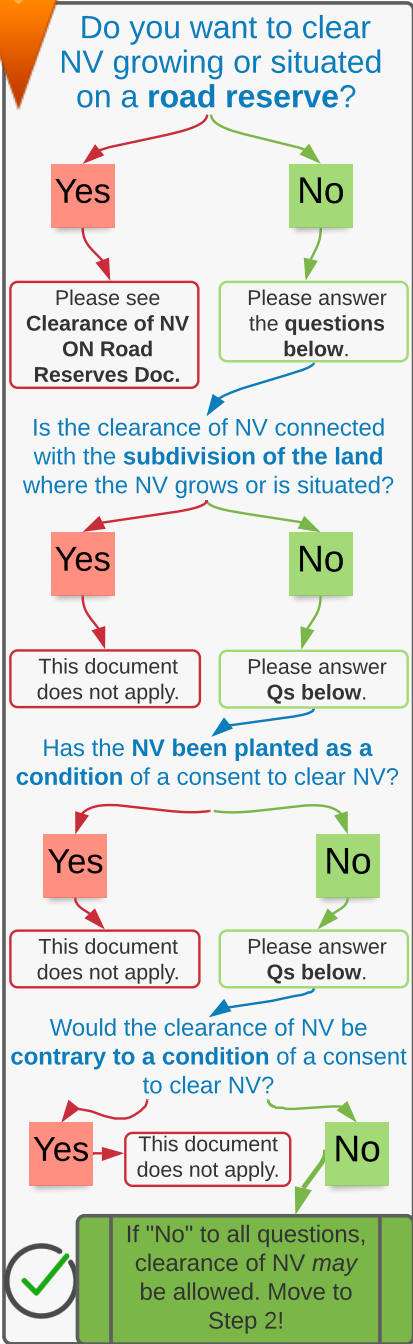 Do you want to clear
NV growing or situated
on a road reserve?
Yes
No
Please see
Clearance of NV
ON Road
Reserves Doc.
Please answer
the questions
below.
Is the clearance of NV connected
with the subdivision of the land
where the NV grows or is situated?
Yes
No
This document
does not apply.
Please answer
Qs below.
Has the NV been planted as a
condition of a consent to clear NV?
Yes
No
This document
does not apply.
Please answer
Qs below.
Would the clearance of NV be
contrary to a condition of a consent
to clear NV?
Yes
This document
does not apply.
No
If "No" to all questions,
clearance of NV may
be allowed. Move to
Step 2!